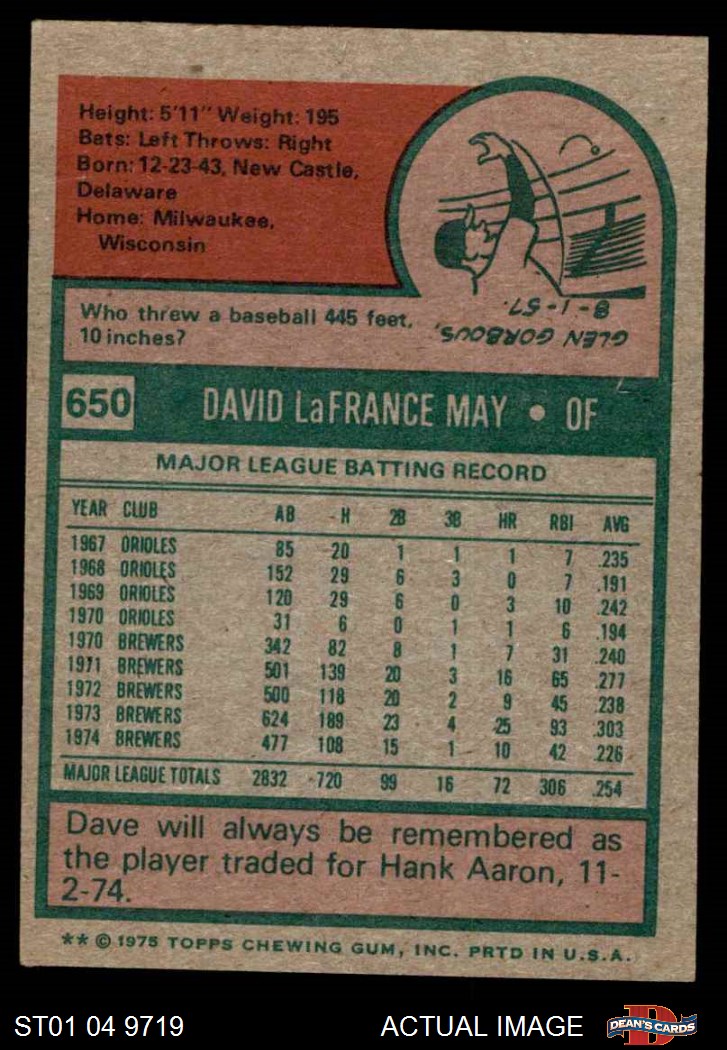 Height: 5'11" Weight: 195
Bats: Left Throws: Right
Born: 12-23-43, New Castle,
Delaware
Home: Milwaukee,
Wisconsin
Who threw a baseball 445 feet,
10 inches?
GLEN GORBOUS,
8-1-57.
650 DAVID LaFRANCE MAY • OF
MAJOR LEAGUE BATTING RECORD
YEAR CLUB AB H 2B 3B HR RBI AVG
1967 ORIOLES 85 20 1 1 1 7 .235
1968 ORIOLES 152 29 6 3 0 7 .191
1969 ORIOLES 120 29 6 0 3 10 .242
1970 ORIOLES 31 6 0 1 1 6 .194
1970 BREWERS 342 82 8 1 7 31 .240
1971 BREWERS 501 139 20 3 16 65 .277
1972 BREWERS 500 118 20 2 9 45 .238
1973 BREWERS 624 189 23 4 25 93 .303
1974 BREWERS 477 108 15 1 10 42 .226
MAJOR LEAGUE TOTALS 2832 720 99 16 72 306 .254
Dave will always be remembered as
the player traded for Hank Aaron, 11-
2-74.
** © 1975 TOPPS CHEWING GUM, INC. PRTD IN U.S.A.
ST01 04 9719 ACTUAL IMAGE DEAN'S CARDS